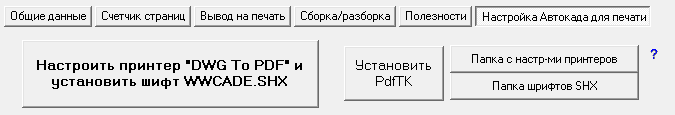 Общие данные
Счетчик страниц
Вывод на печать
Сборка/разборка
Полезности
Настройка Автокада для печати
Настроить принтер "DWG To PDF" и
установить шифт WWCADE.SHX
Установить
PdfTK
Папка с настр-ми принтеров
Папка шрифтов SHX
?